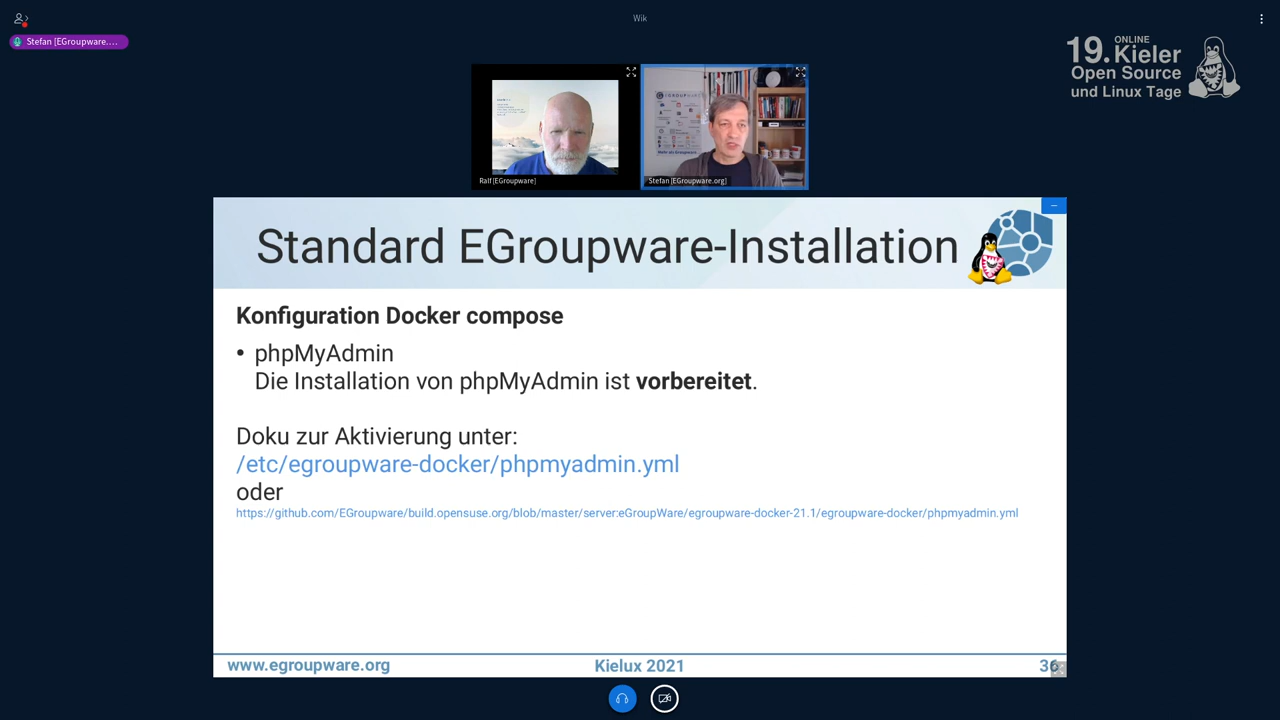 Wik
Stefan [EGroupware....
19. ONLINE Kieler
Open Source
und Linux Tage
Ralf [EGroupware]
Stefan [EGroupware.org]
Standard EGroupware-Installation
Konfiguration Docker compose
• phpMyAdmin
Die Installation von phpMyAdmin ist vorbereitet.
Doku zur Aktivierung unter:
/etc/egroupware-docker/phpmyadmin.yml
oder
https://github.com/EGroupware/build.opensuse.org/blob/master/server:eGroupWare/egroupware-docker-21.1/egroupware-docker/phpmyadmin.yml
www.egroupware.org
Kielux 2021
36